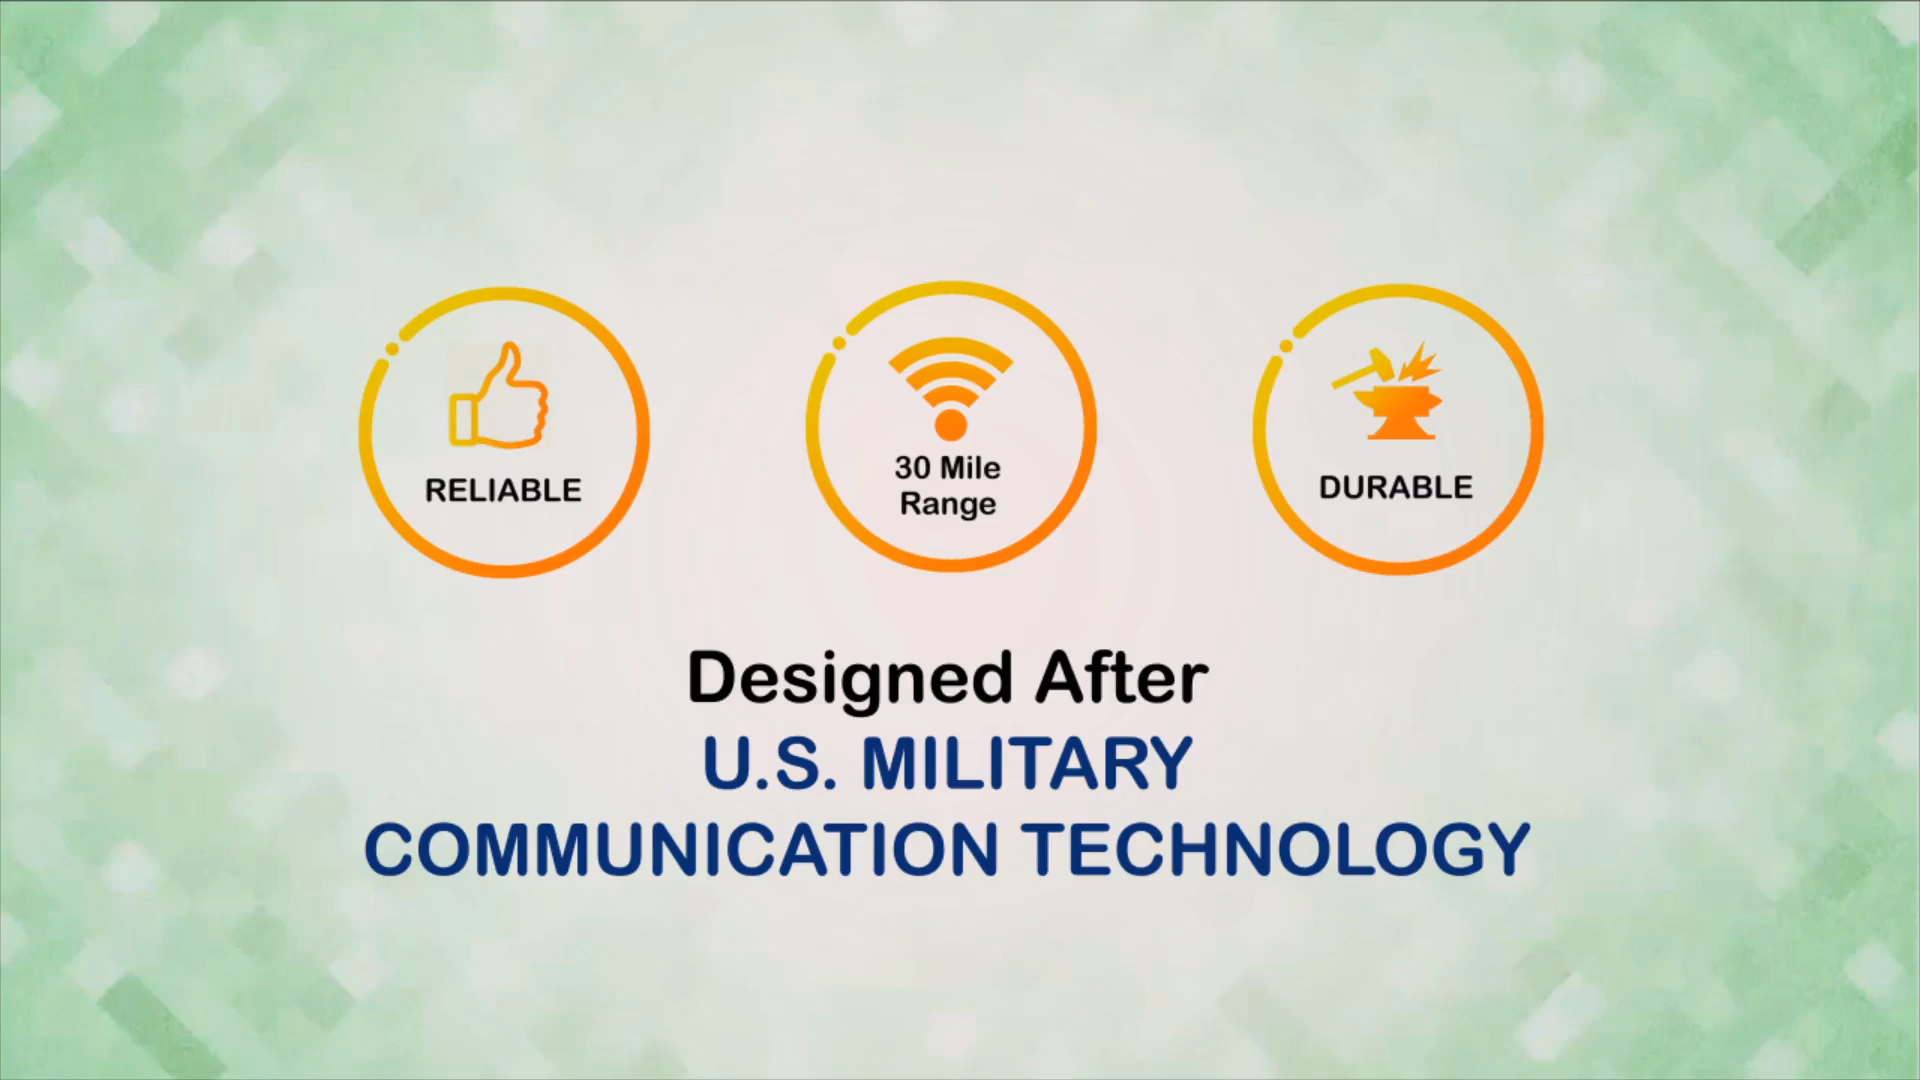 RELIABLE
30 Mile
Range
DURABLE
Designed After
U.S. MILITARY
COMMUNICATION TECHNOLOGY